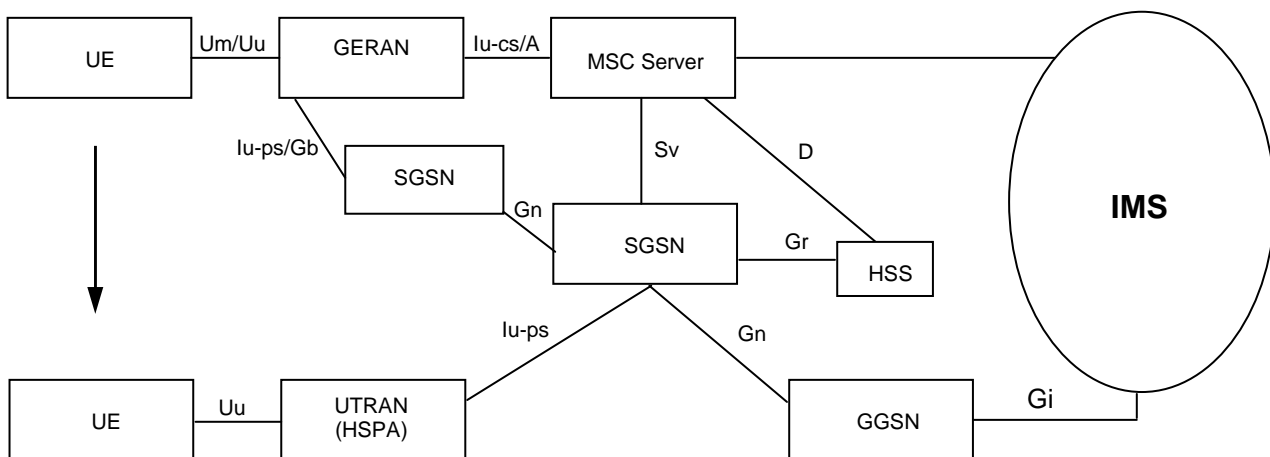 UE
Um/Uu
GERAN
Iu-cs/A
MSC Server
Iu-ps/Gb
SGSN
Gn
Sv
D
IMS
SGSN
Gr
HSS
Iu-ps
Gn
UE
Uu
UTRAN
(HSPA)
GGSN
Gi